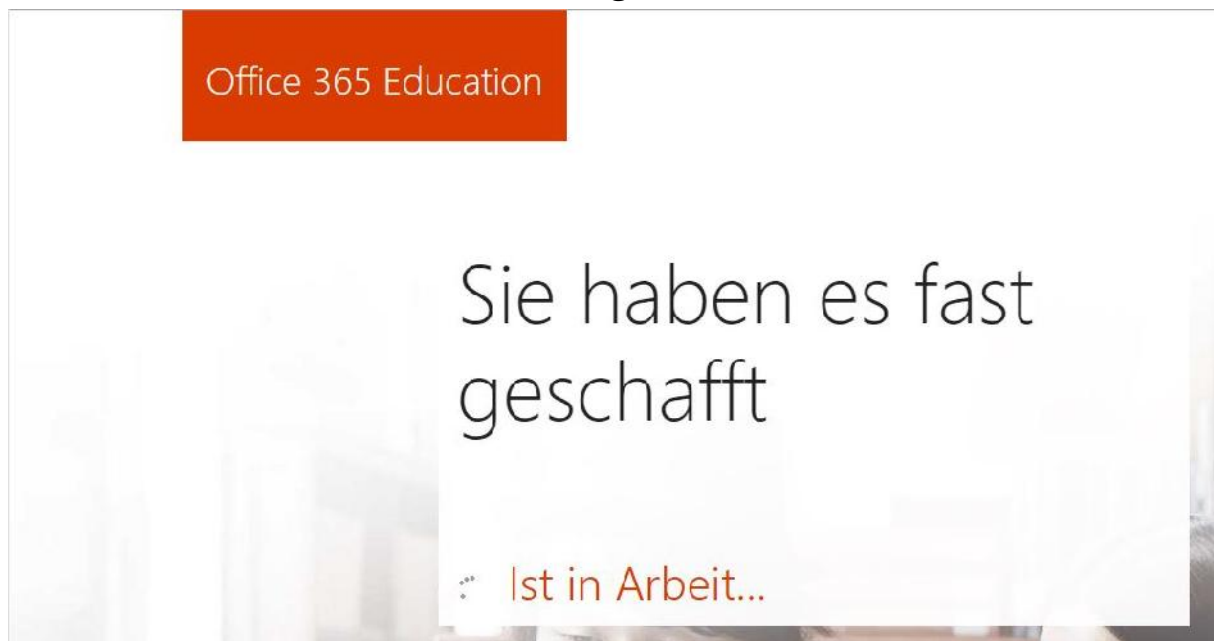 Office 365 Education
Sie haben es fast
geschafft
Ist in Arbeit...